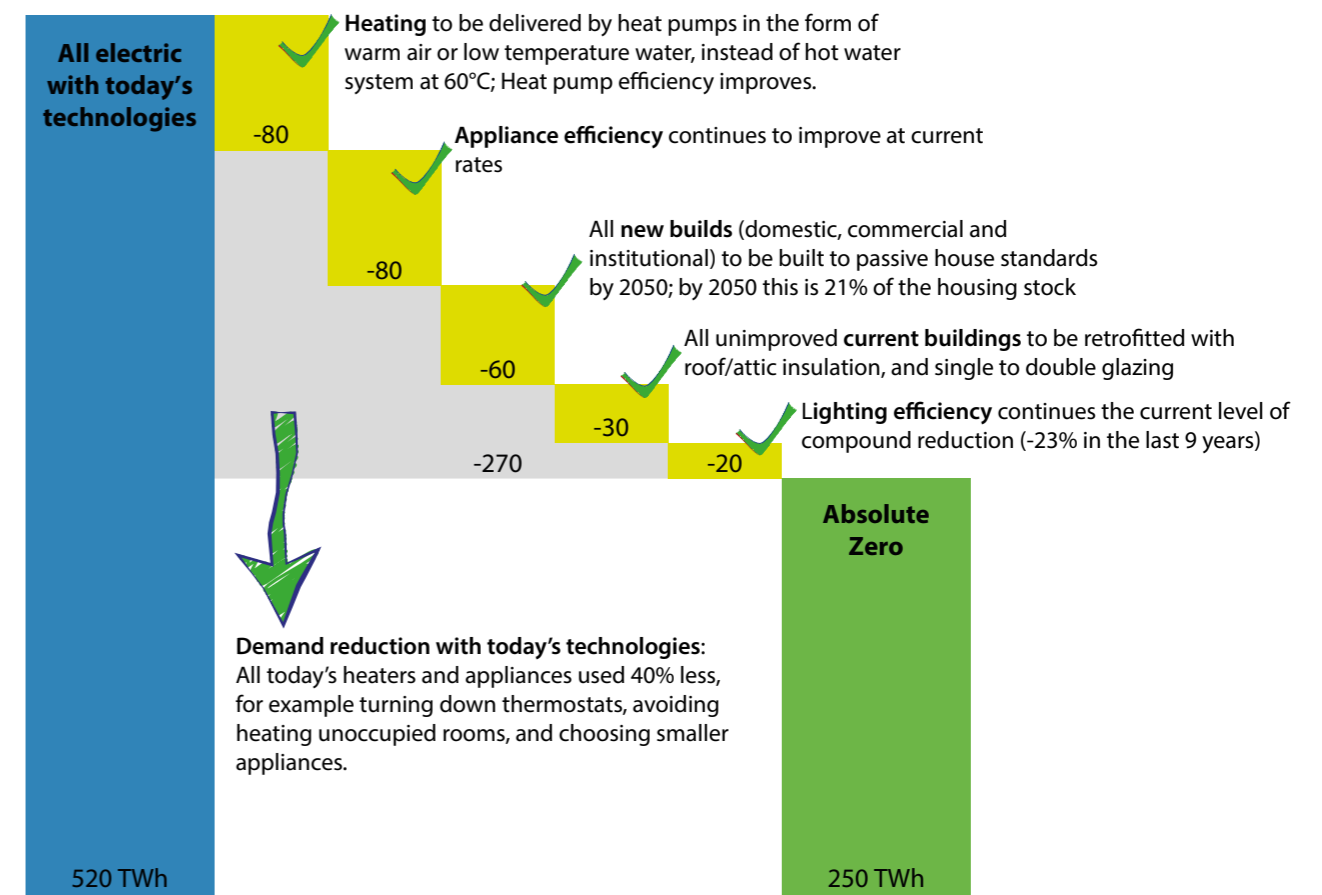 All electric
with today's
technologies
Heating to be delivered by heat pumps in the form of
warm air or low temperature water, instead of hot water
system at 60°C; Heat pump efficiency improves.
-80
Appliance efficiency continues to improve at current
rates
-80
All new builds (domestic, commercial and
institutional) to be built to passive house standards
by 2050; by 2050 this is 21% of the housing stock
-60
All unimproved current buildings to be retrofitted with
roof/attic insulation, and single to double glazing
-30
Lighting efficiency continues the current level of
compound reduction (-23% in the last 9 years)
-270
-20
Absolute
Zero
Demand reduction with today's technologies:
All today's heaters and appliances used 40% less,
for example turning down thermostats, avoiding
heating unoccupied rooms, and choosing smaller
appliances.
520 TWh
250 TWh